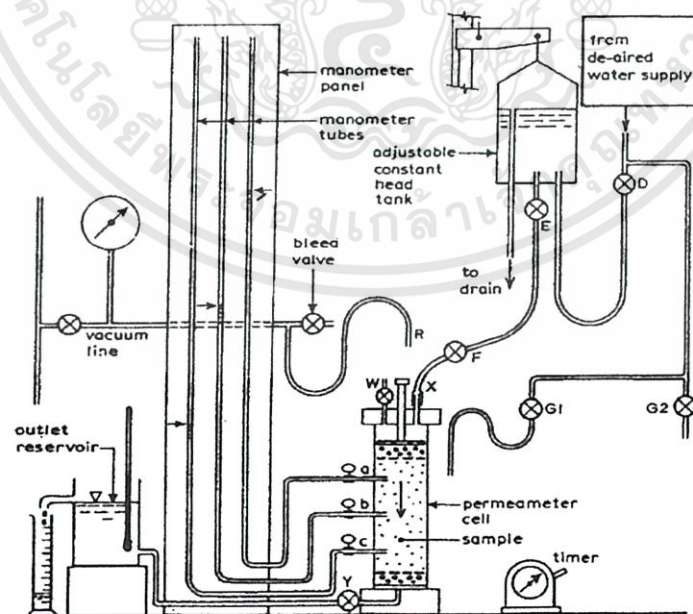 manometer
panel
manometer
tubes
from
de-aired
water supply
adjustable
constant
head
tank
D
E
to
drain
bleed
valve
vacuum
line
R
F
W
X
G1
G2
outlet
reservoir
a
b
c
permeameter
cell
sample
timer
Y